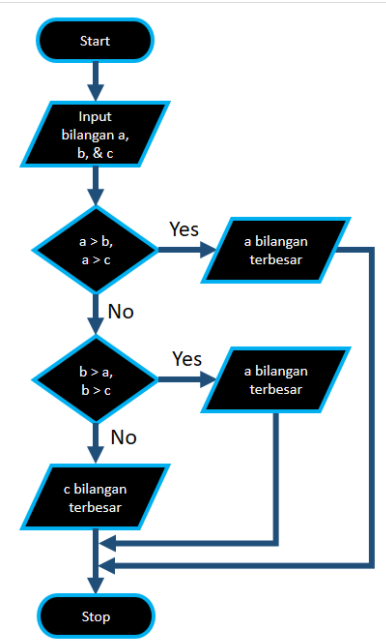 Start
Input
bilangan a,
b, & c
a > b,
a > c
Yes
a bilangan
terbesar
No
b > a,
b > c
Yes
a bilangan
terbesar
No
c bilangan
terbesar
Stop